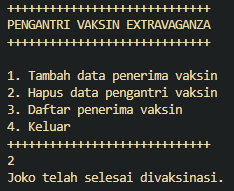 ++++++++++++++++++++++++++++++
PENGANTRI VAKSIN EXTRAVAGANZA
++++++++++++++++++++++++++++++
1. Tambah data penerima vaksin
2. Hapus data pengantri vaksin
3. Daftar penerima vaksin
4. Keluar
++++++++++++++++++++++++++++++
2
Joko telah selesai divaksinasi.